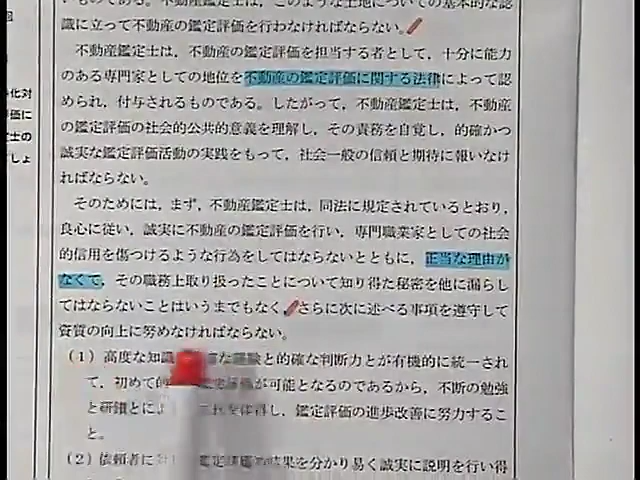 識に立って不動産の鑑定評価を行わなければならない。
不動産鑑定士は，不動産の鑑定評価を担当する者として，十分に能力
のある専門家としての地位を不動産の鑑定評価に関する法律によって認
められ，付与されるものである。したがって，不動産鑑定士は，不動産
の鑑定評価の社会的公共的意義を理解し，その責務を自覚し，的確かつ
誠実な鑑定評価活動の実践をもって，社会一般の信頼と期待に報いなけ
ればならない。
そのためには，まず，不動産鑑定士は，同法に規定されているとおり，
良心に従い，誠実に不動産の鑑定評価を行い，専門職業家としての社会
的信用を傷つけるような行為をしてはならないとともに，正当な理由が
なくて，その職務上取り扱ったことについて知り得た秘密を他に漏らし
てはならないことはいうまでもなく，さらに次に述べる事項を遵守して
資質の向上に努めなければならない。
(1) 高度な知識 と的確な判断力とが有機的に統一され
て，初めて的 が可能となるのであるから，不断の勉強
と研鑽とに し，鑑定評価の進歩改善に努力するこ
と。
(2) 依頼者に 結果を分かり易く誠実に説明を行い得
化対
評価に
士の
しょ